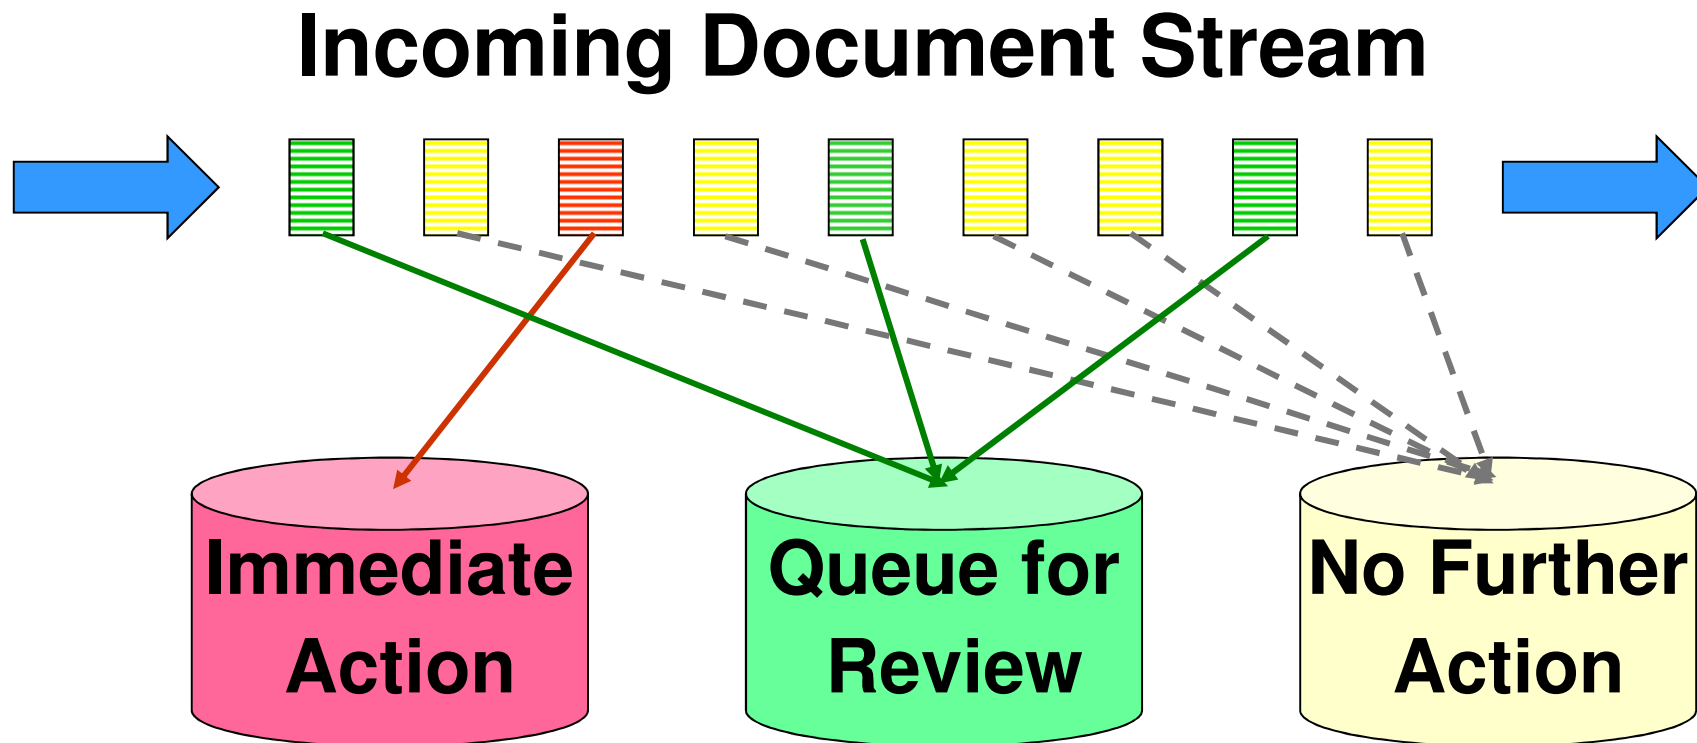 Incoming Document Stream
Immediate
Action
Queue for
Review
No Further
Action